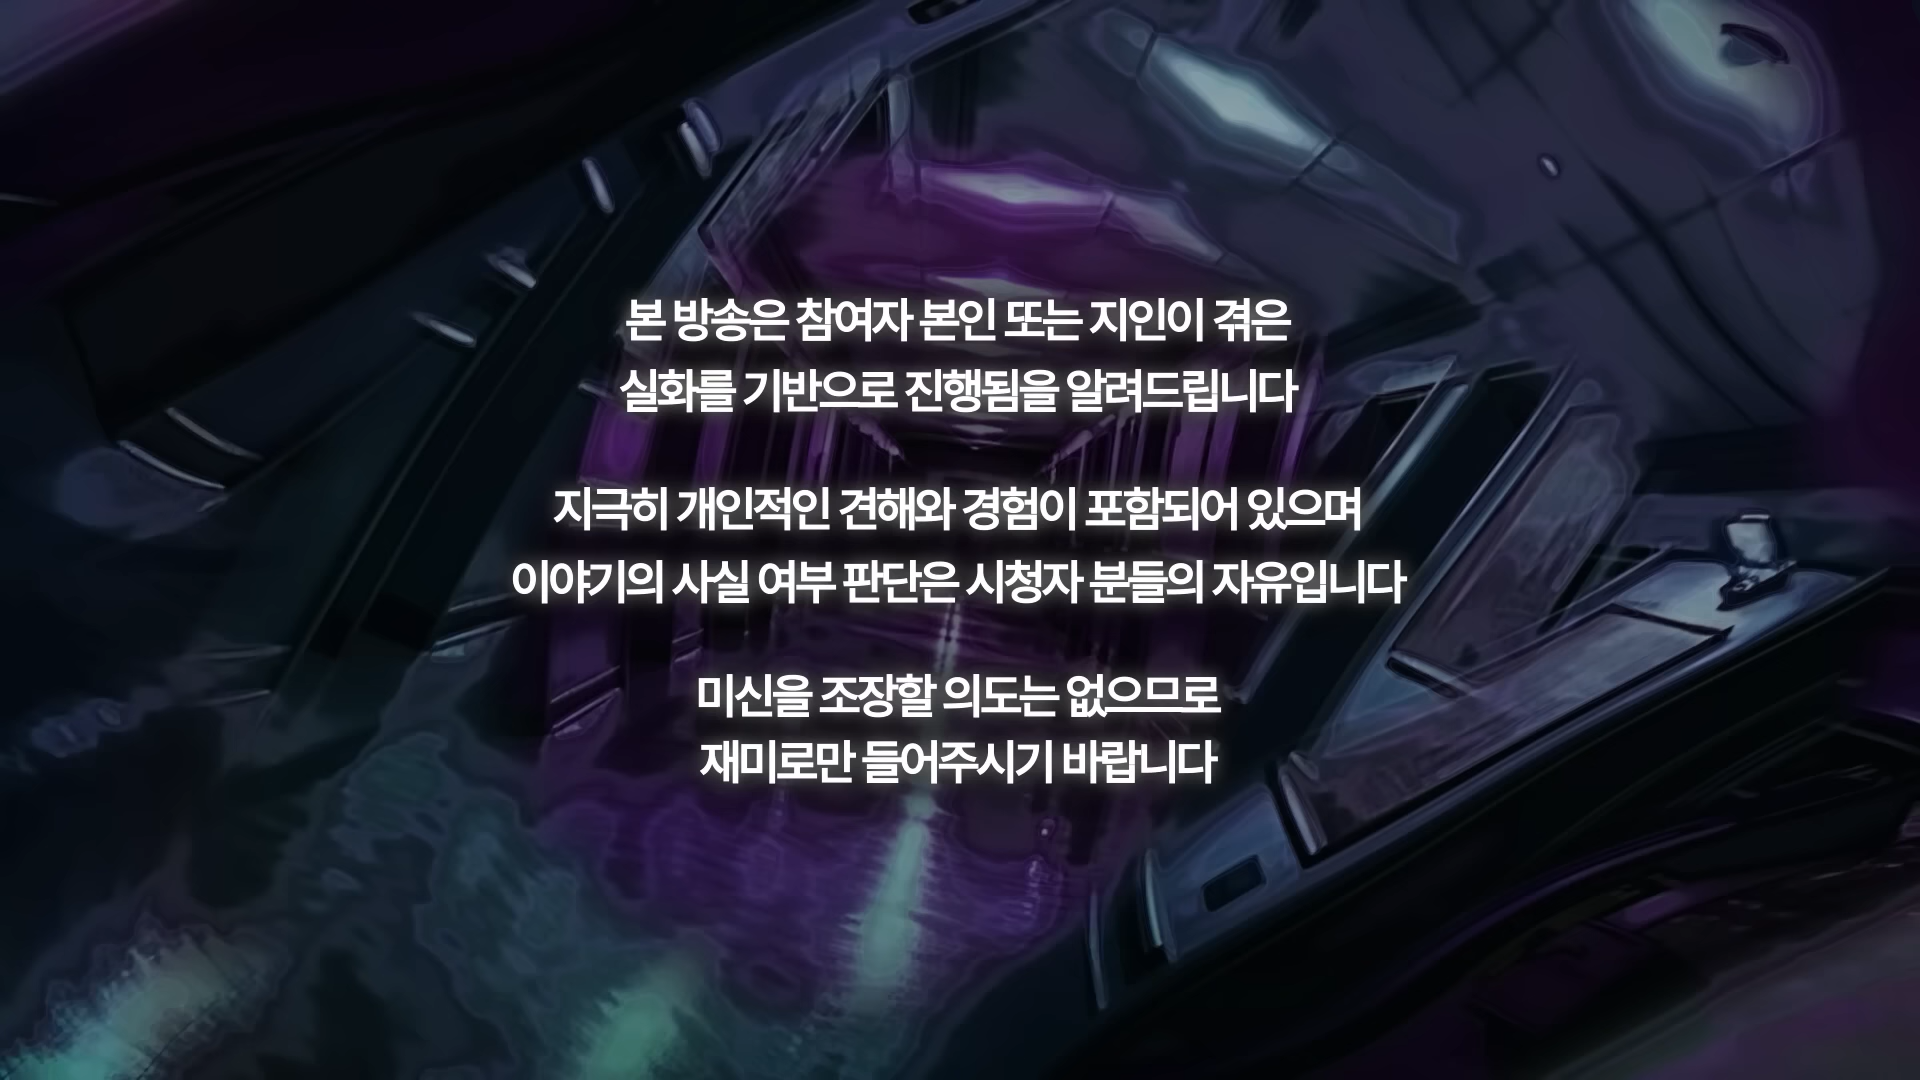 본 방송은 참여자 본인 또는 지인이 겪은
실화를 기반으로 진행됨을 알려드립니다
지극히 개인적인 견해와 경험이 포함되어 있으며
이야기의 사실 여부 판단은 시청자 분들의 자유입니다
미신을 조장할 의도는 없으므로
재미로만 들어주시기 바랍니다